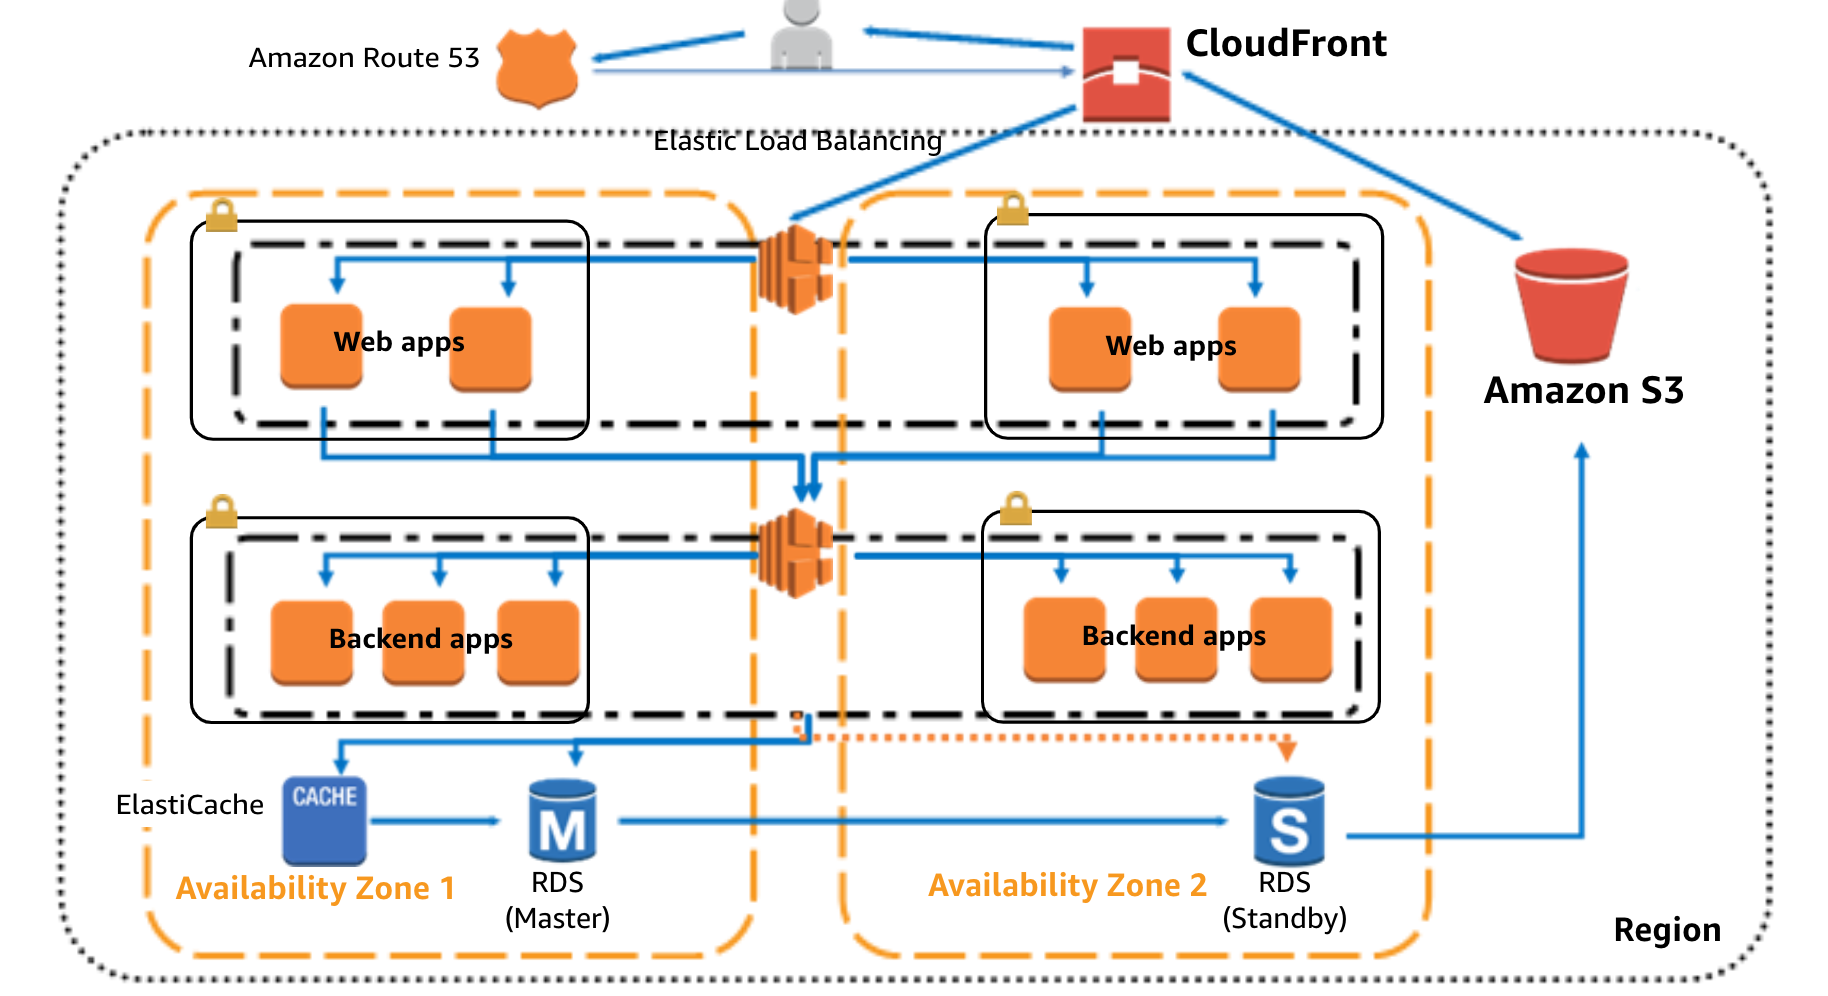 Amazon Route 53
CloudFront
Elastic Load Balancing
Web apps
Web apps
Amazon S3
Backend apps
Backend apps
ElastiCache
CACHE
M
S
Availability Zone 1
RDS
(Master)
Availability Zone 2
RDS
(Standby)
Region